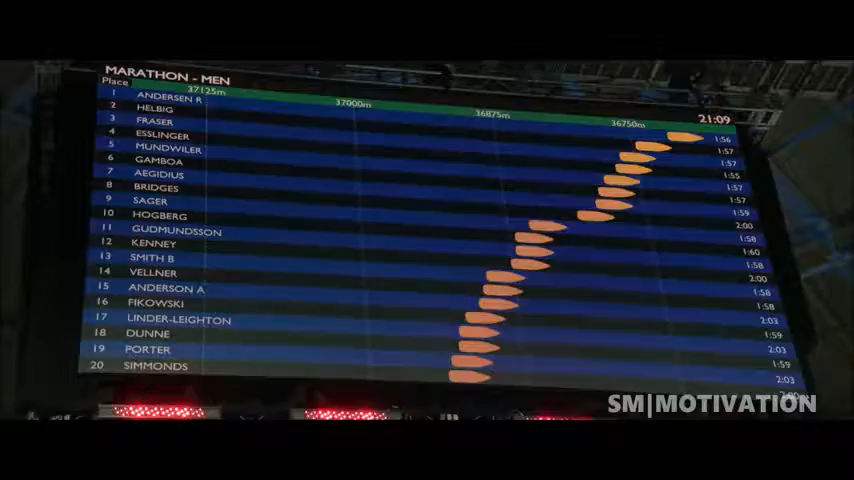 MARATHON - MEN
Place 37125m 37000m 36875m 36750m 21:09
1 ANDERSEN R 1:56
2 HELBIG 1:57
3 FRASER 1:57
4 ESSLINGER 1:55
5 MUNDWILER 1:57
6 GAMBOA 1:57
7 AEGIDIUS 1:59
8 BRIDGES 2:00
9 SAGER 1:58
10 HOGBERG 1:60
11 GUDMUNDSSON 1:58
12 KENNEY 2:00
13 SMITH B 1:58
14 VELLNER 1:58
15 ANDERSON A 2:03
16 FIKOWSKI 1:59
17 LINDER-LEIGHTON 2:03
18 DUNNE 1:59
19 PORTER 2:03
20 SIMMONDS
SM|MOTIVATION